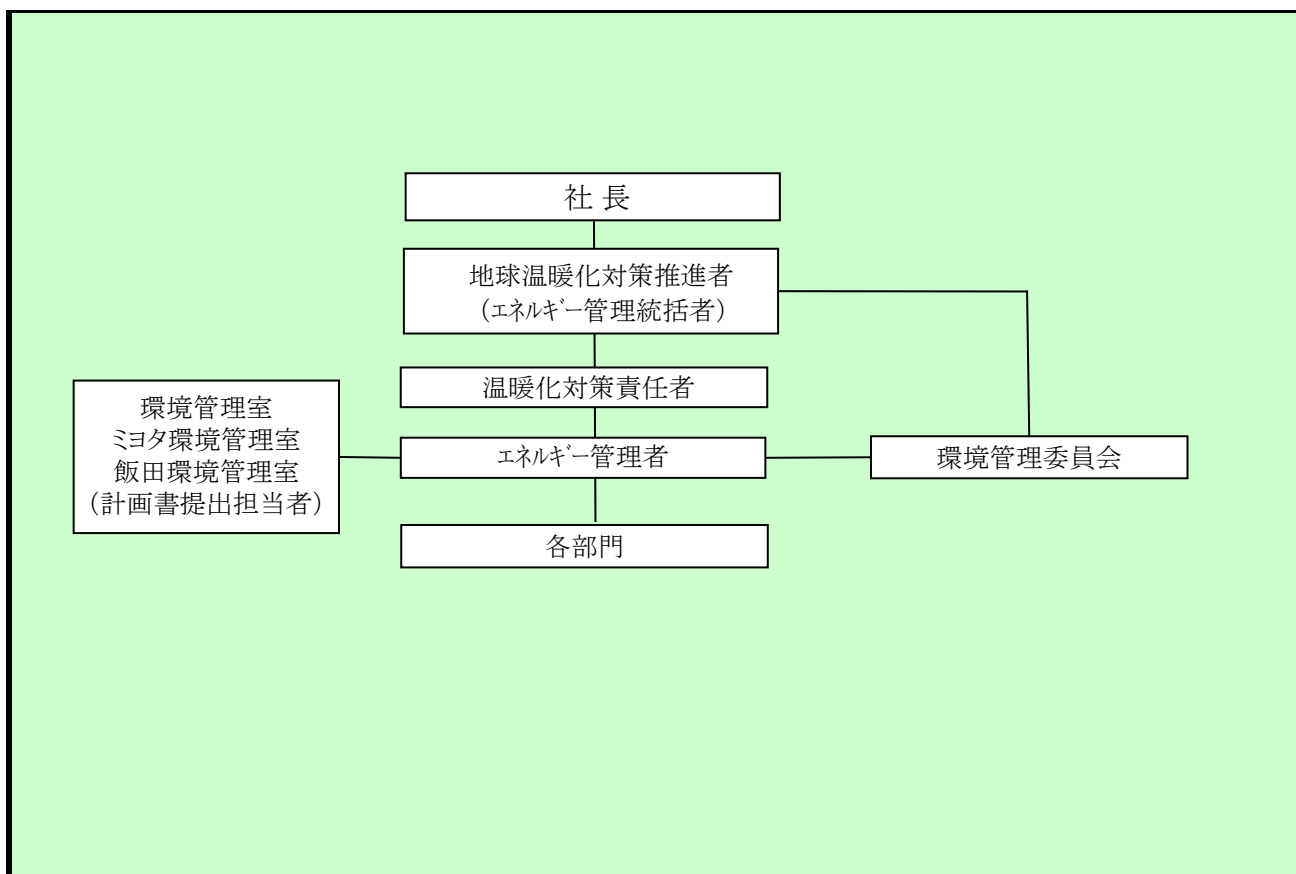 社 長
地球温暖化対策推進者
（エネルギー管理統括者）
温暖化対策責任者
環境管理室
ミヨタ環境管理室
飯田環境管理室
（計画書提出担当者）
エネルギー管理者
環境管理委員会
各部門